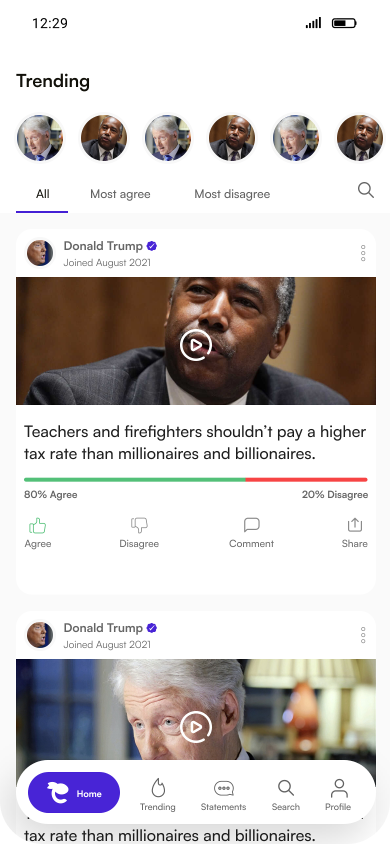 12:29
Trending
All
Most agree
Most disagree
Donald Trump
Joined August 2021
Teachers and firefighters shouldn't pay a higher
tax rate than millionaires and billionaires.
80% Agree
20% Disagree
Agree
Disagree
Comment
Share
Donald Trump
Joined August 2021
Home
Trending
Statements
Search
Profile
tax rate than millionaires and billionaires.